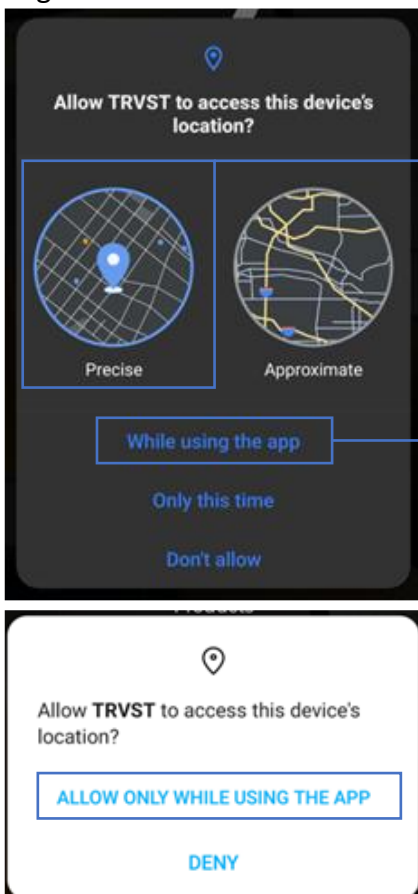 Allow TRVST to access this device's
location?
Precise
Approximate
While using the app
Only this time
Don't allow
Allow TRVST to access this device's
location?
ALLOW ONLY WHILE USING THE APP
DENY